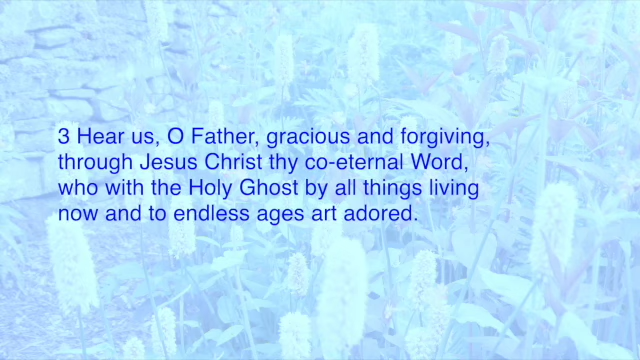 3 Hear us, O Father, gracious and forgiving,
through Jesus Christ thy co-eternal Word,
who with the Holy Ghost by all things living
now and to endless ages art adored.